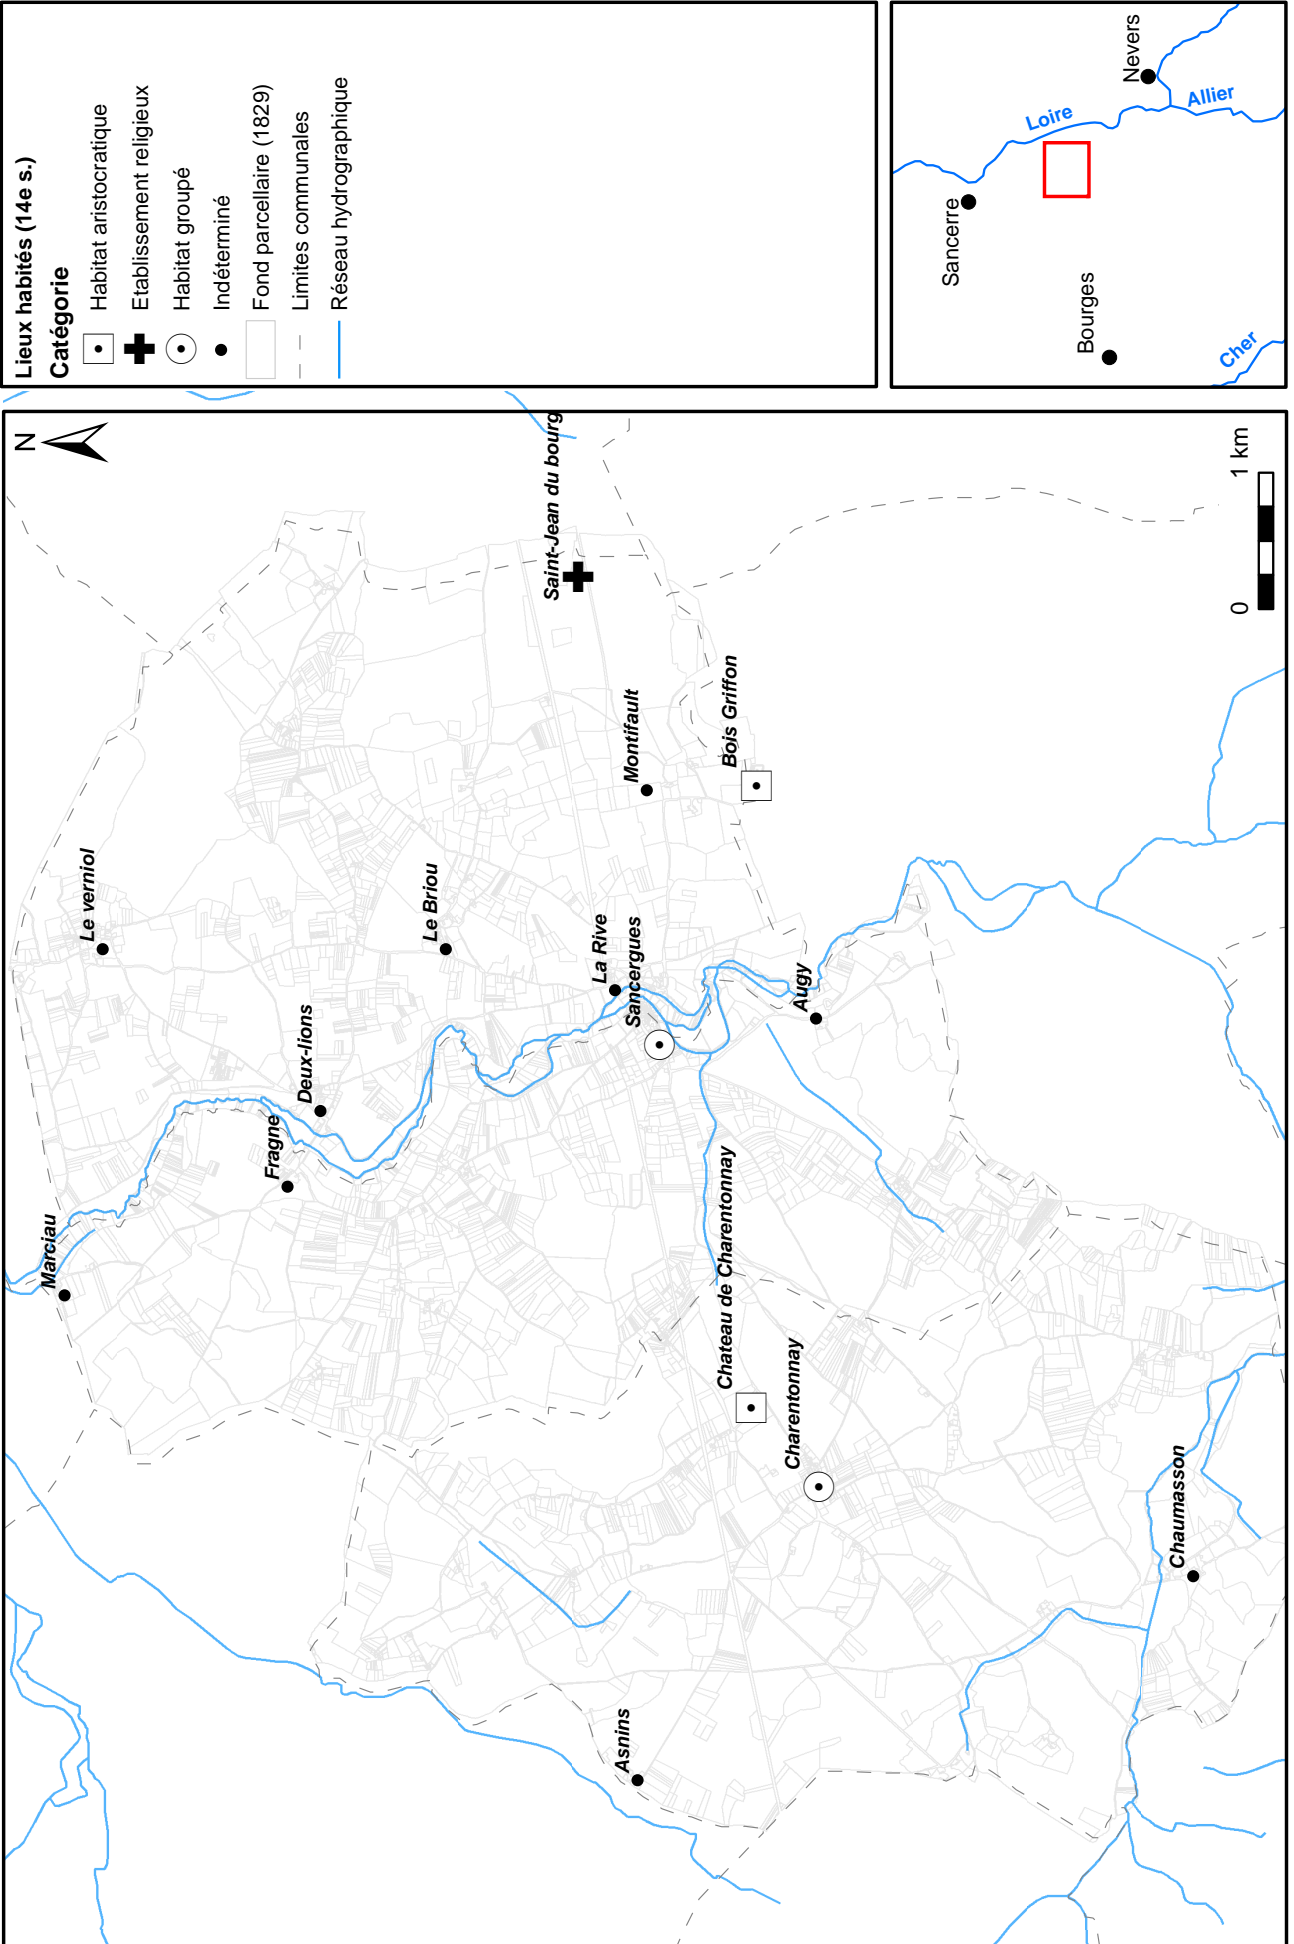 Lieux habités (14e s.)
Catégorie
Habitat aristocratique
Etablissement religieux
Habitat groupé
Indéterminé
Fond parcellaire (1829)
Limites communales
Réseau hydrographique
Nevers
Loire
Allier
Sancerre
Bourges
Cher
N
Marciau
Le verniol
Fragne
Deux-lions
Le Briou
Saint-Jean du bourg
La Rive
Sancergues
Montifault
Bois Griffon
Augy
Chateau de Charentonnay
Charentonnay
Asnins
Chaumasson
0 1 km